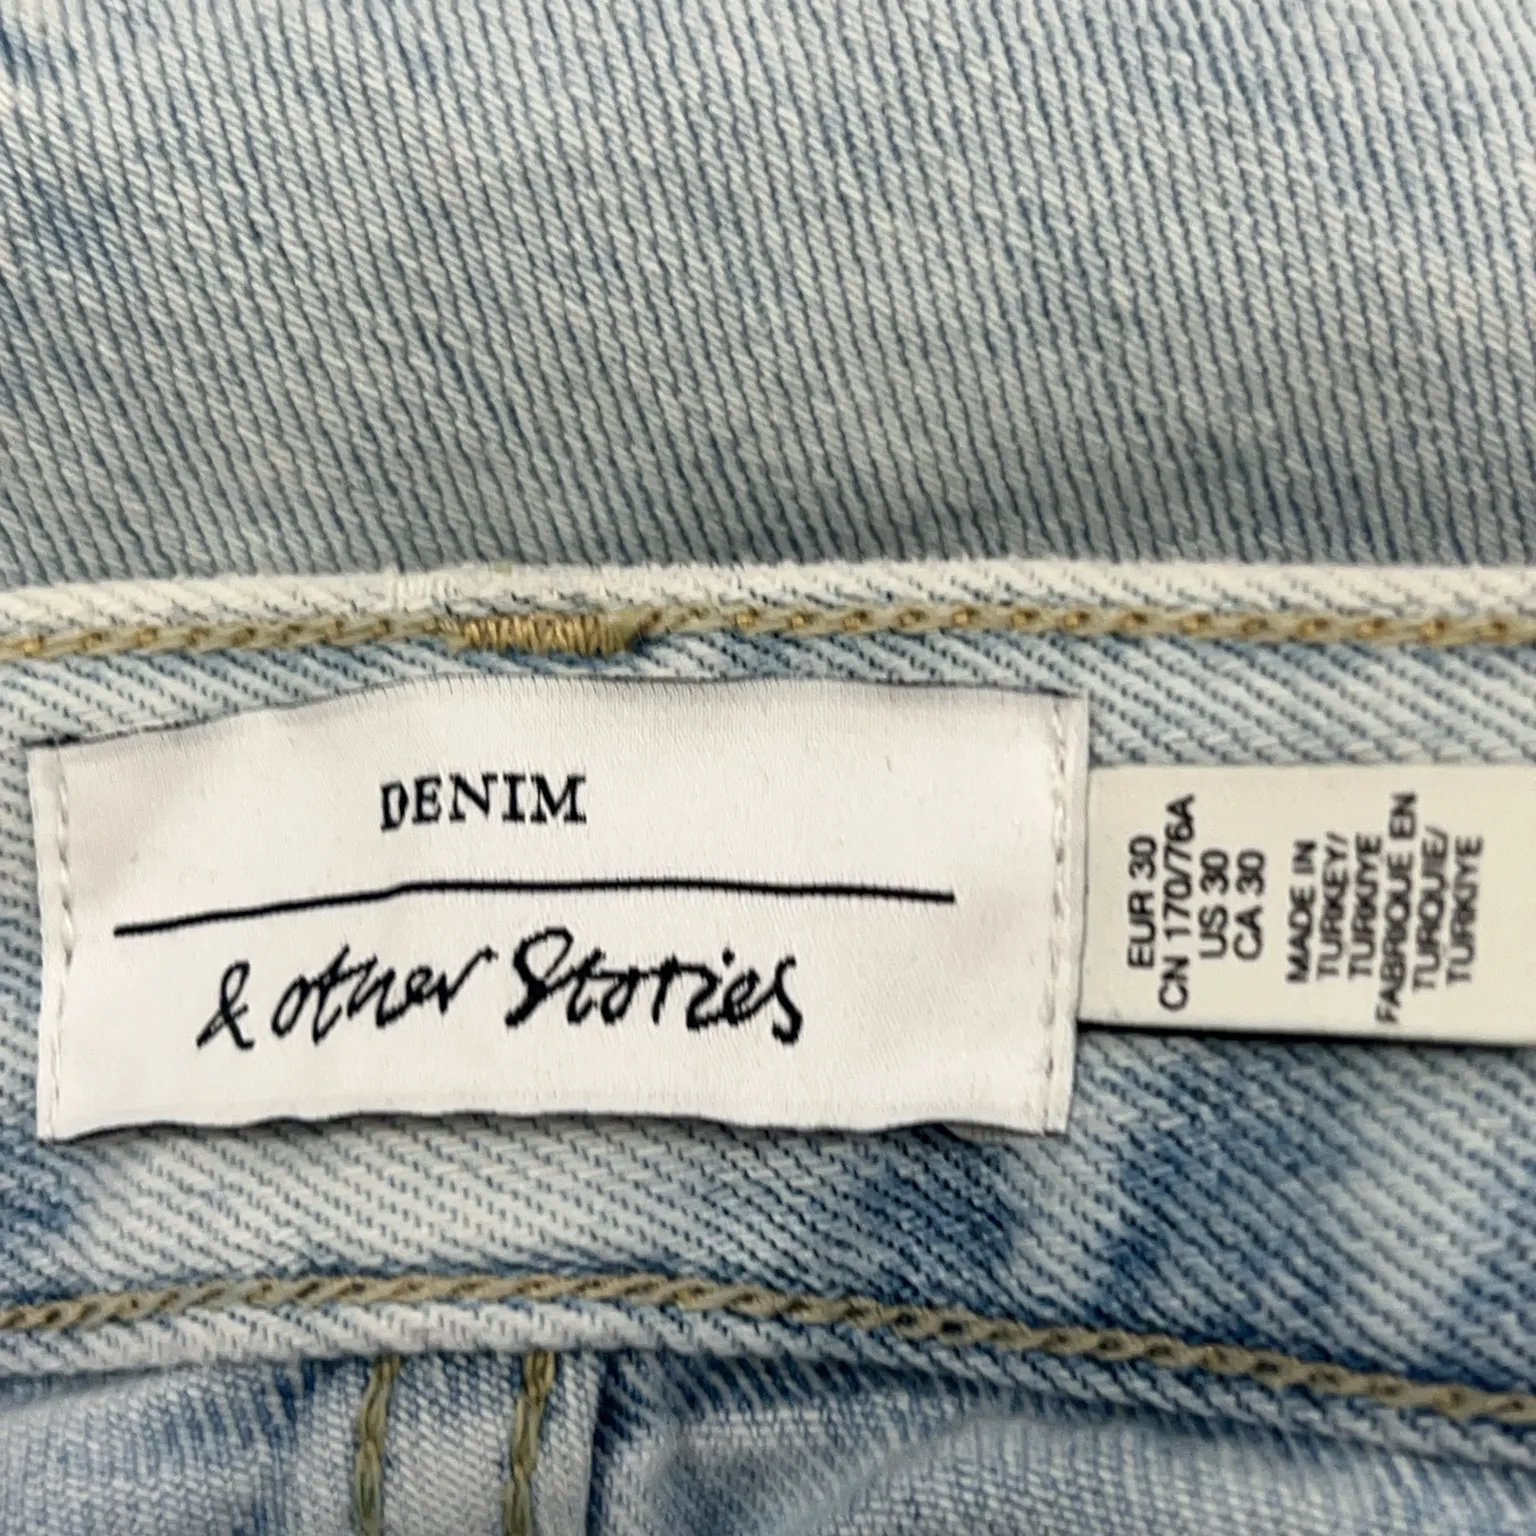 DENIM
& other Stories
EUR 30
CN 170/76A
US 30
CA 30
MADE IN
TURKEY/
TURKIYE
FABRIQUE EN
TURQUIE/
TURKIYE